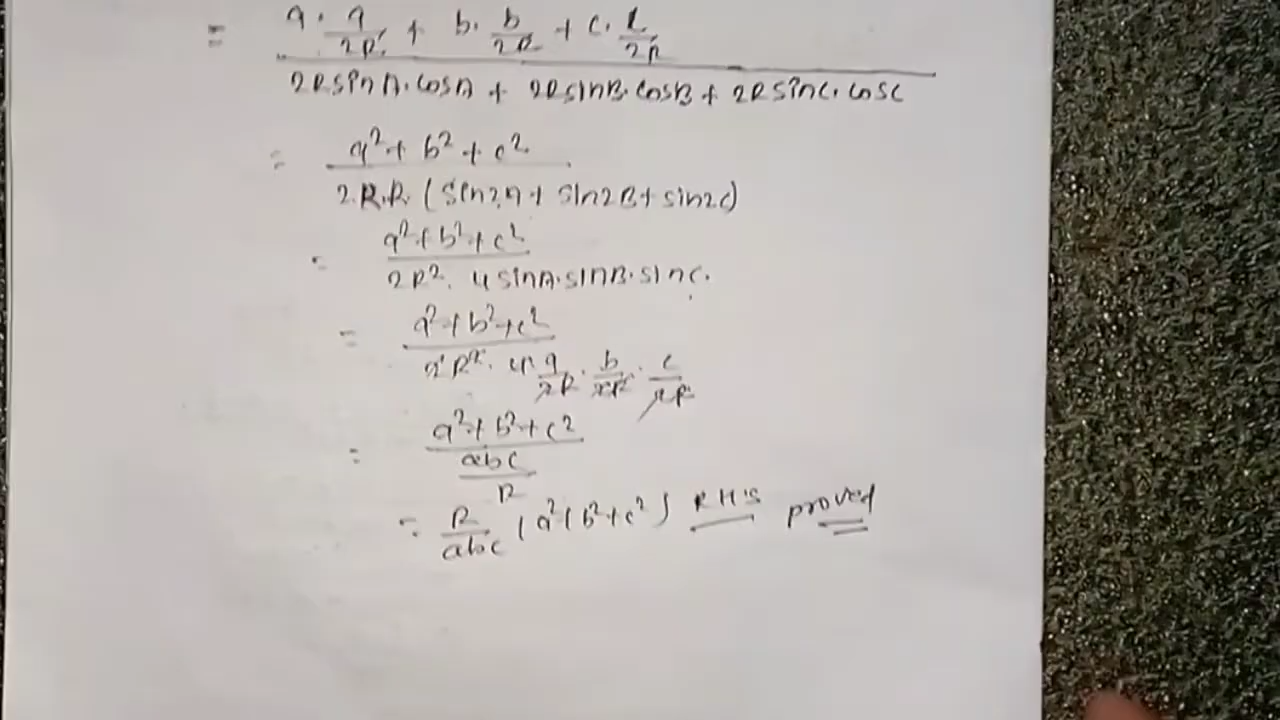 = (a · a/2R + b · b/2R + c · c/2R) / (2R sin A · cos A + 2R sin B · cos B + 2R sin C · cos C)
= (a² + b² + c²) / (2 · R · R · (sin 2A + sin 2B + sin 2C))
= (a² + b² + c²) / (2R² · 4 sin A · sin B · sin C)
= (a² + b² + c²) / (2R² · 4 a/2R · b/2R · c/2R)
= (a² + b² + c²) / (abc/R)
= R/abc (a² + b² + c²) RHS proved